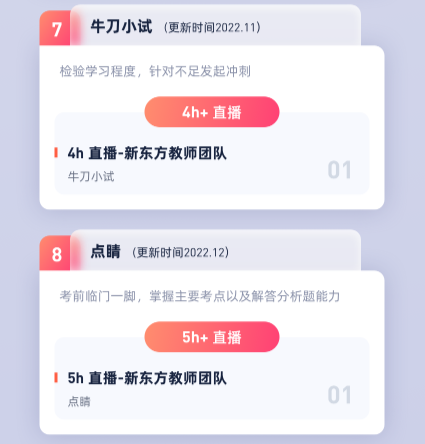 7 牛刀小试 (更新时间2022.11)
检验学习程度，针对不足发起冲刺
4h+ 直播
4h 直播-新东方教师团队
牛刀小试
01
8 点睛 (更新时间2022.12)
考前临门一脚，掌握主要考点以及解答分析题能力
5h+ 直播
5h 直播-新东方教师团队
点睛
01